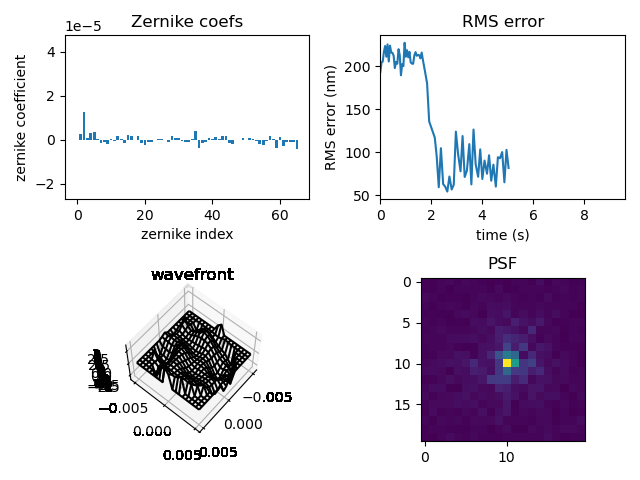 Zernike coefs
1e−5
4
2
0
−2
zernike coefficient
0 20 40 60
zernike index
RMS error
200
150
100
50
RMS error (nm)
0 2 4 6 8
time (s)
wavefront
−0.005
0.000
0.005
−0.005
0.000
0.005
PSF
0
5
10
15
0 10